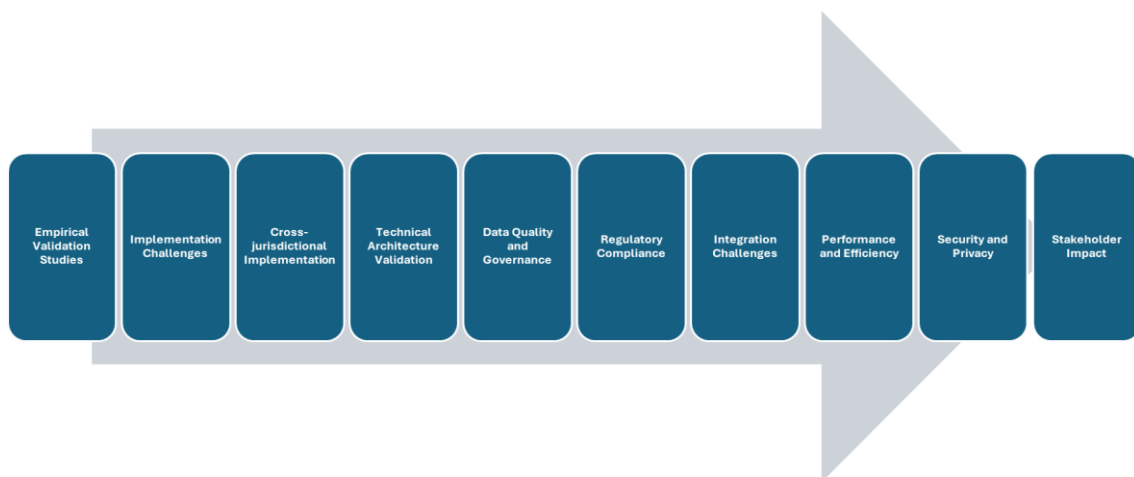 Empirical
Validation
Studies
Implementation
Challenges
Cross-
jurisdictional
Implementation
Technical
Architecture
Validation
Data Quality
and
Governance
Regulatory
Compliance
Integration
Challenges
Performance
and Efficiency
Security and
Privacy
Stakeholder
Impact